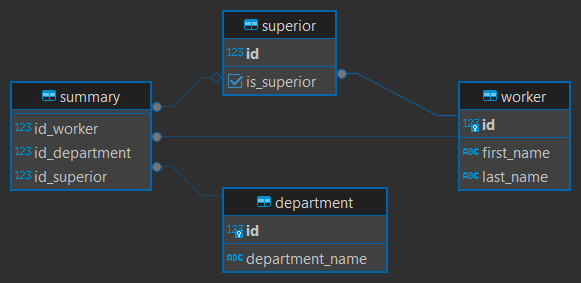 superior
123 id
is_superior
summary
123 id_worker
123 id_department
123 id_superior
worker
123 id
ABC first_name
ABC last_name
department
123 id
ABC department_name